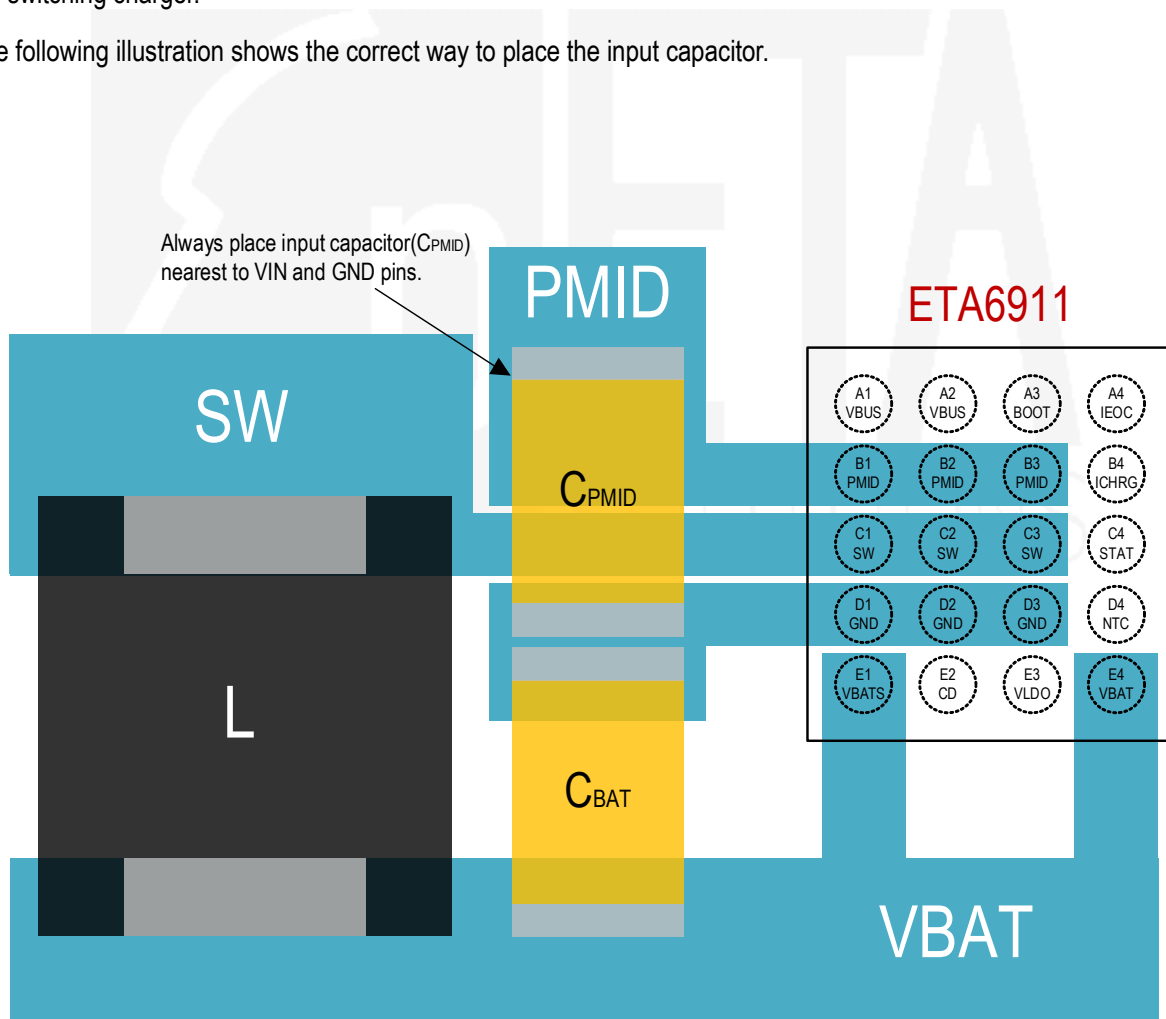 switching charger.
e following illustration shows the correct way to place the input capacitor.
Always place input capacitor(CPMID)
nearest to VIN and GND pins.
PMID
ETA6911
SW
A1
VBUS
A2
VBUS
A3
BOOT
A4
IEOC
B1
PMID
B2
PMID
B3
PMID
B4
ICHRG
CPMID
C1
SW
C2
SW
C3
SW
C4
STAT
D1
GND
D2
GND
D3
GND
D4
NTC
E1
VBATS
E2
CD
E3
VLDO
E4
VBAT
L
CBAT
VBAT
ETA